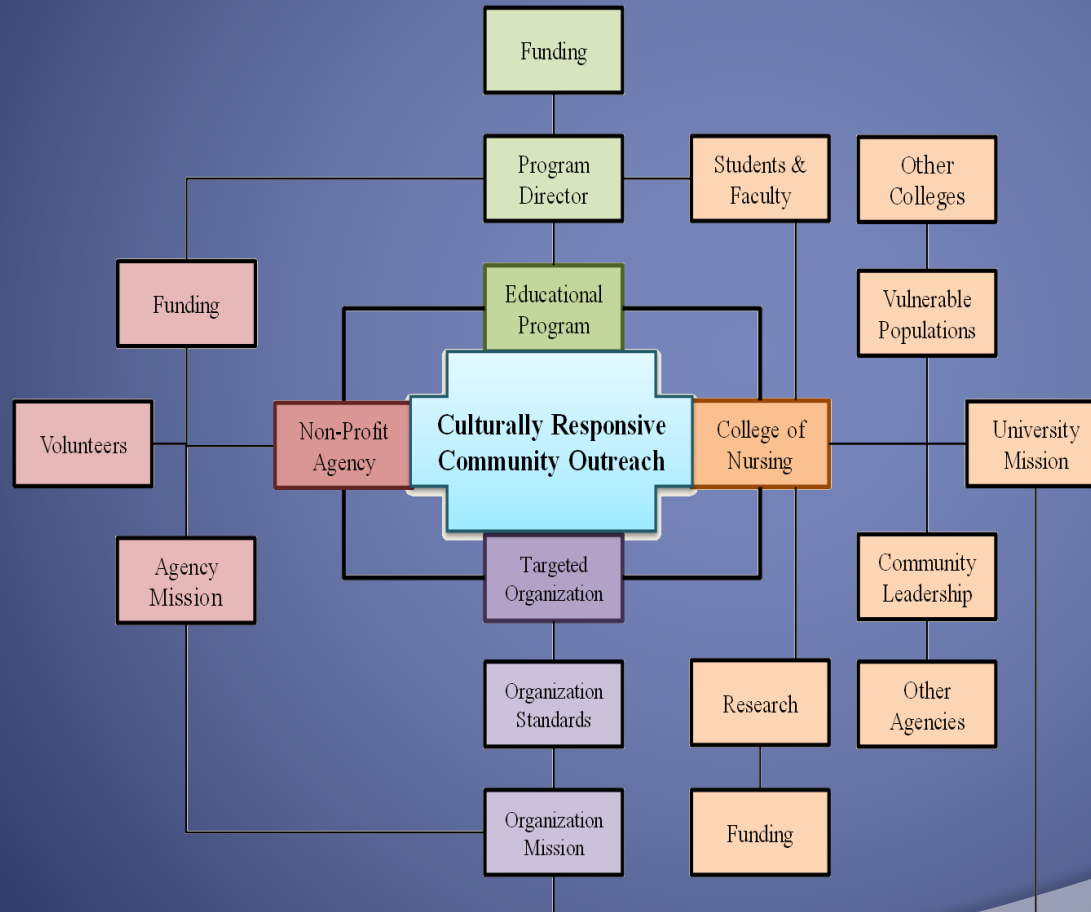 Funding
Program
Director
Students &
Faculty
Other
Colleges
Funding
Educational
Program
Vulnerable
Populations
Volunteers
Non-Profit
Agency
Culturally Responsive
Community Outreach
College of
Nursing
University
Mission
Agency
Mission
Targeted
Organization
Community
Leadership
Organization
Standards
Research
Other
Agencies
Organization
Mission
Funding